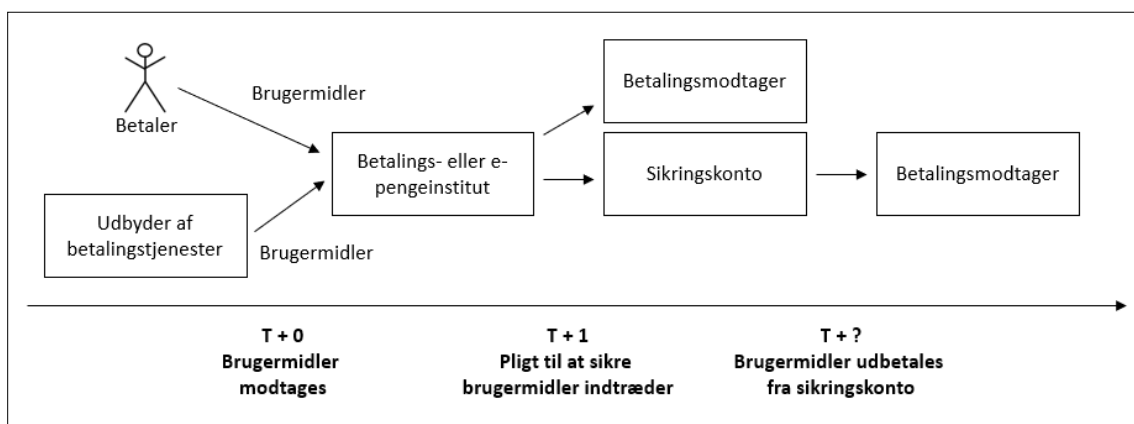 Betaler
Brugermidler
Udbyder af
betalingstjenester
Brugermidler
Betalings- eller e-
pengeinstitut
Betalingsmodtager
Sikringskonto
Betalingsmodtager
T + 0
Brugermidler
modtages
T + 1
Pligt til at sikre
brugermidler indtræder
T + ?
Brugermidler udbetales
fra sikringskonto